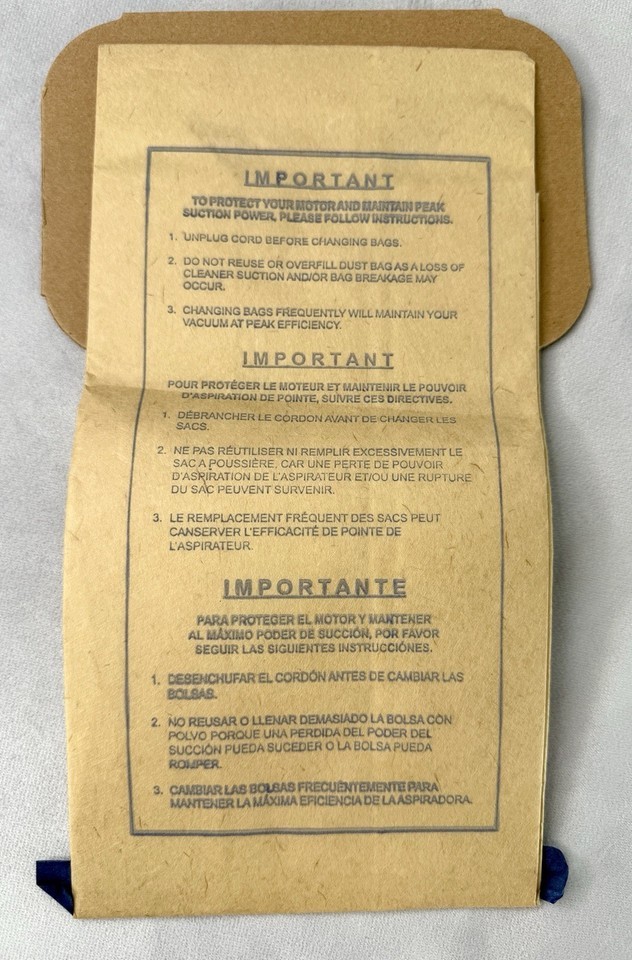 IMPORTANT
TO PROTECT YOUR MOTOR AND MAINTAIN PEAK
SUCTION POWER, PLEASE FOLLOW INSTRUCTIONS.
1. UNPLUG CORD BEFORE CHANGING BAGS.
2. DO NOT REUSE OR OVERFILL DUST BAG AS A LOSS OF
CLEANER SUCTION AND/OR BAG BREAKAGE MAY
OCCUR.
3. CHANGING BAGS FREQUENTLY WILL MAINTAIN YOUR
VACUUM AT PEAK EFFICIENCY.
IMPORTANT
POUR PROTÉGER LE MOTEUR ET MAINTENIR LE POUVOIR
D'ASPIRATION DE POINTE, SUIVRE CES DIRECTIVES.
1. DÉBRANCHER LE CORDON AVANT DE CHANGER LES
SACS.
2. NE PAS RÉUTILISER NI REMPLIR EXCESSIVEMENT LE
SAC A POUSSIÈRE, CAR UNE PERTE DE POUVOIR
D'ASPIRATION DE L'ASPIRATEUR ET/OU UNE RUPTURE
DU SAC PEUVENT SURVENIR.
3. LE REMPLACEMENT FRÉQUENT DES SACS PEUT
CANSERVER L'EFFICACITÉ DE POINTE DE
L'ASPIRATEUR.
IMPORTANTE
PARA PROTEGER EL MOTOR Y MANTENER
AL MÁXIMO PODER DE SUCCIÓN, POR FAVOR
SEGUIR LAS SIGUIENTES INSTRUCCIÓNES.
1. DESENCHUFAR EL CORDÓN ANTES DE CAMBIAR LAS
BOLSAS.
2. NO REUSAR O LLENAR DEMASIADO LA BOLSA CON
POLVO PORQUE UNA PERDIDA DEL PODER DEL
SUCCIÓN PUEDA SUCEDER O LA BOLSA PUEDA
ROMPER.
3. CAMBIAR LAS BOLSAS FRECUENTEMENTE PARA
MANTENER LA MÁXIMA EFICIENCIA DE LA ASPIRADORA.